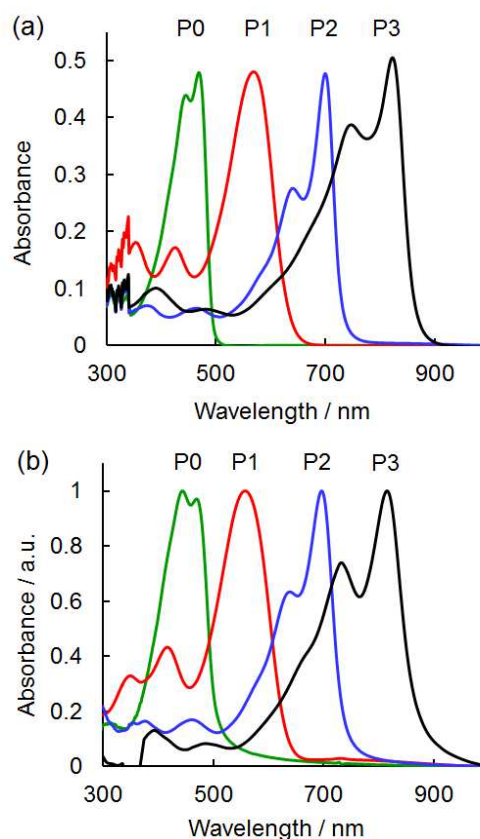 (a)
P0 P1 P2 P3
Absorbance
0.5
0.4
0.3
0.2
0.1
0
300 500 700 900
Wavelength / nm
(b)
P0 P1 P2 P3
Absorbance / a.u.
1
0.8
0.6
0.4
0.2
0
300 500 700 900
Wavelength / nm